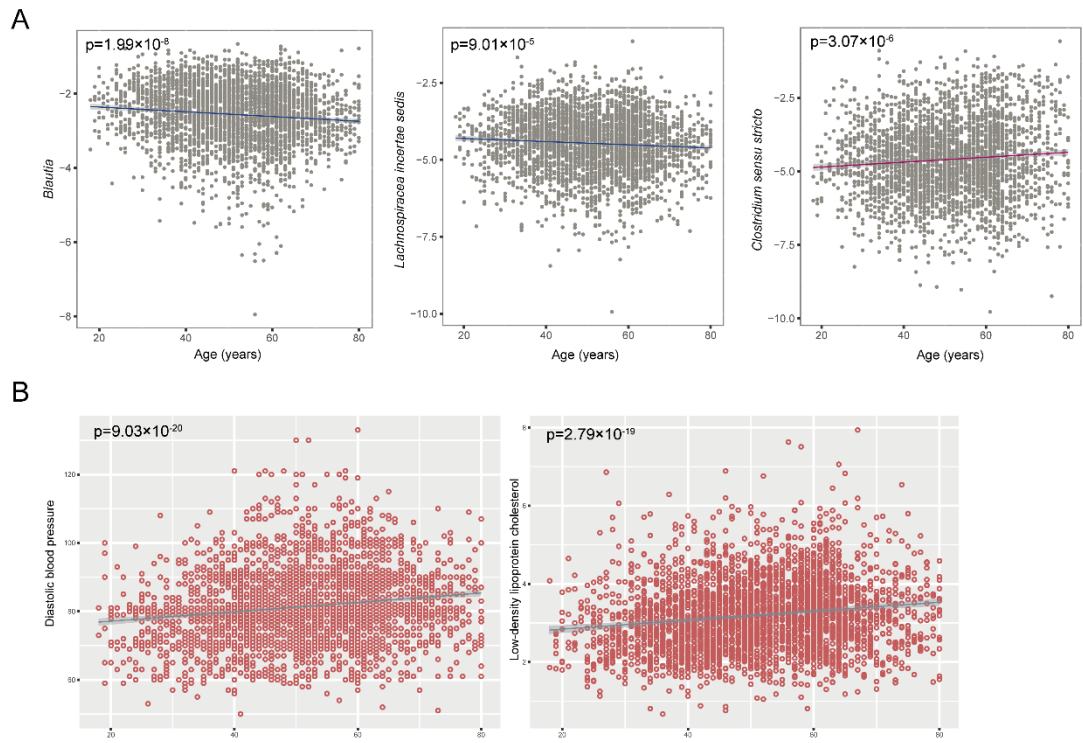 A
p=1.99×10-8
Blautia
−2
−4
−6
−8
20
40
60
80
Age (years)
p=9.01×10-5
Lachnospiracea incertae sedis
−2.5
−5.0
−7.5
−10.0
20
40
60
80
Age (years)
p=3.07×10-6
Clostridium sensu stricto
−2.5
−5.0
−7.5
−10.0
20
40
60
80
Age (years)
B
p=9.03×10-20
Diastolic blood pressure
120
100
80
60
20
40
60
80
p=2.79×10-19
Low-density lipoprotein cholesterol
8
6
4
2
20
40
60
80